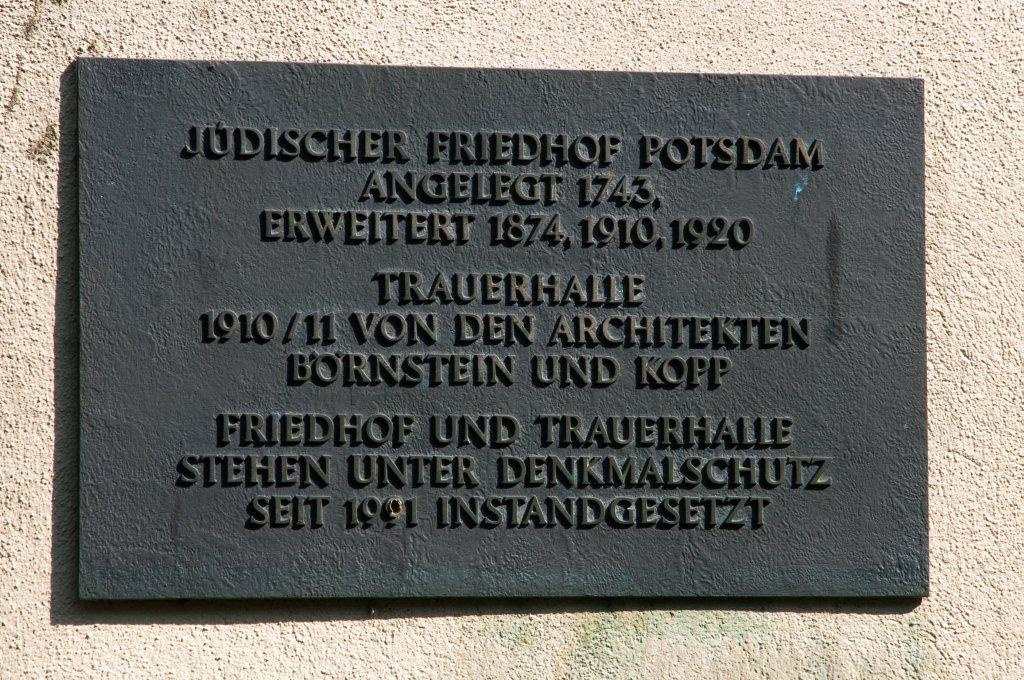 JÜDISCHER FRIEDHOF POTSDAM
ANGELEGT 1743,
ERWEITERT 1874, 1910, 1920
TRAUERHALLE
1910/11 VON DEN ARCHITEKTEN
BÖRNSTEIN UND KOPP
FRIEDHOF UND TRAUERHALLE
STEHEN UNTER DENKMALSCHUTZ
SEIT 1991 INSTANDGESETZT